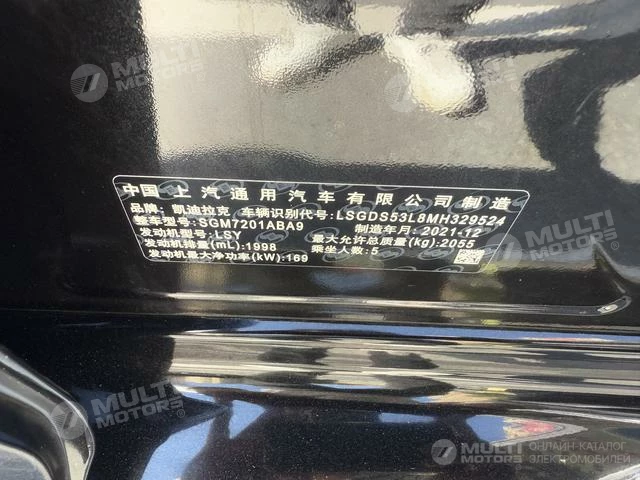 MULTI MOTORS
MULTI MOTORS
中国 上汽通用汽车有限公司制造
品牌: 凯迪拉克 车辆识别代号: LSGDS53L8MH329524
整车型号: SGM7201ABA9 制造年月: 2021-12
发动机型号: LSY 最大允许总质量(kg): 2055
发动机排量(mL): 1998 乘坐人数: 5
发动机最大净功率(kW): 169
MULTI MOTORS
MULTI MOTORS
MULTI MOTORS ОНЛАЙН-КАТАЛОГ ЭЛЕКТРОМОБИЛЕЙ